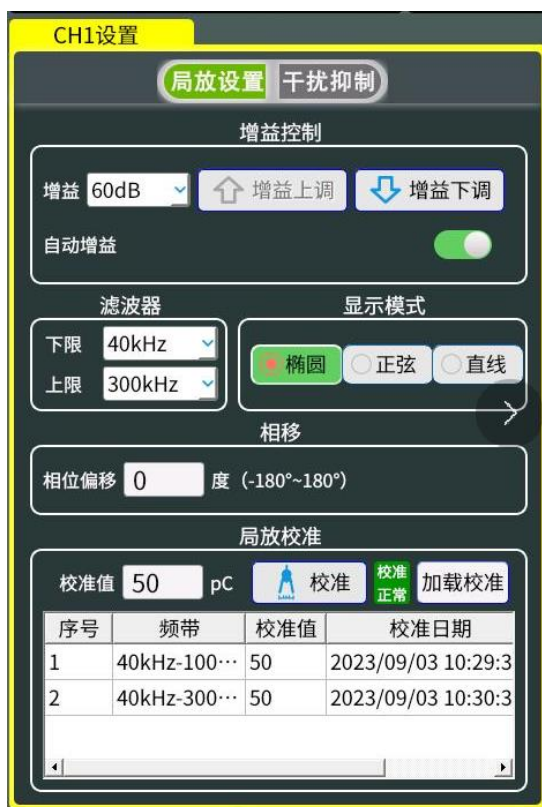 CH1设置
局放设置 干扰抑制
增益控制
增益 60dB 增益上调 增益下调
自动增益
滤波器 显示模式
下限 40kHz
上限 300kHz
椭圆 正弦 直线
相移
相位偏移 0 度（-180°~180°）
局放校准
校准值 50 pC 校准 校准正常 加载校准
序号 频带 校准值 校准日期
1 40kHz-100… 50 2023/09/03 10:29:3
2 40kHz-300… 50 2023/09/03 10:30:3